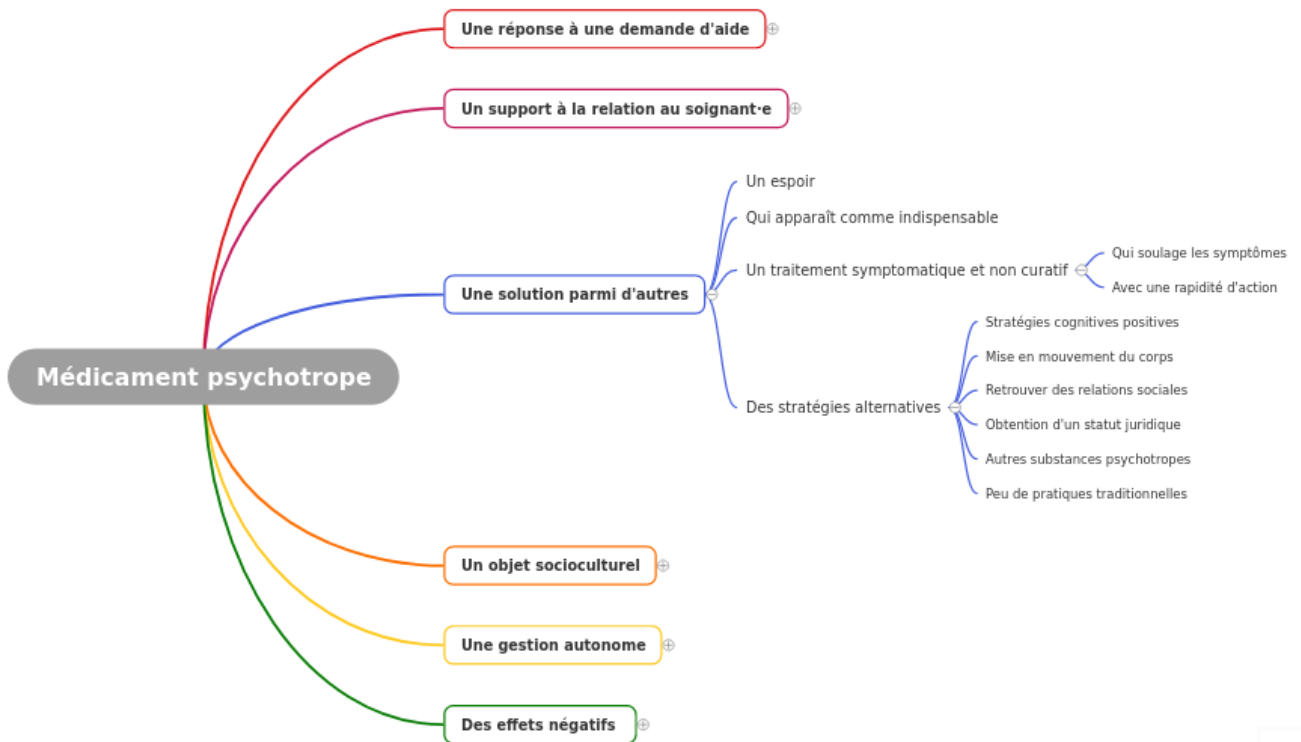 Une réponse à une demande d'aide
Un support à la relation au soignant·e
Un espoir
Qui apparaît comme indispensable
Qui soulage les symptômes
Un traitement symptomatique et non curatif
Avec une rapidité d'action
Une solution parmi d'autres
Stratégies cognitives positives
Mise en mouvement du corps
Médicament psychotrope
Retrouver des relations sociales
Des stratégies alternatives
Obtention d'un statut juridique
Autres substances psychotropes
Peu de pratiques traditionnelles
Un objet socioculturel
Une gestion autonome
Des effets négatifs